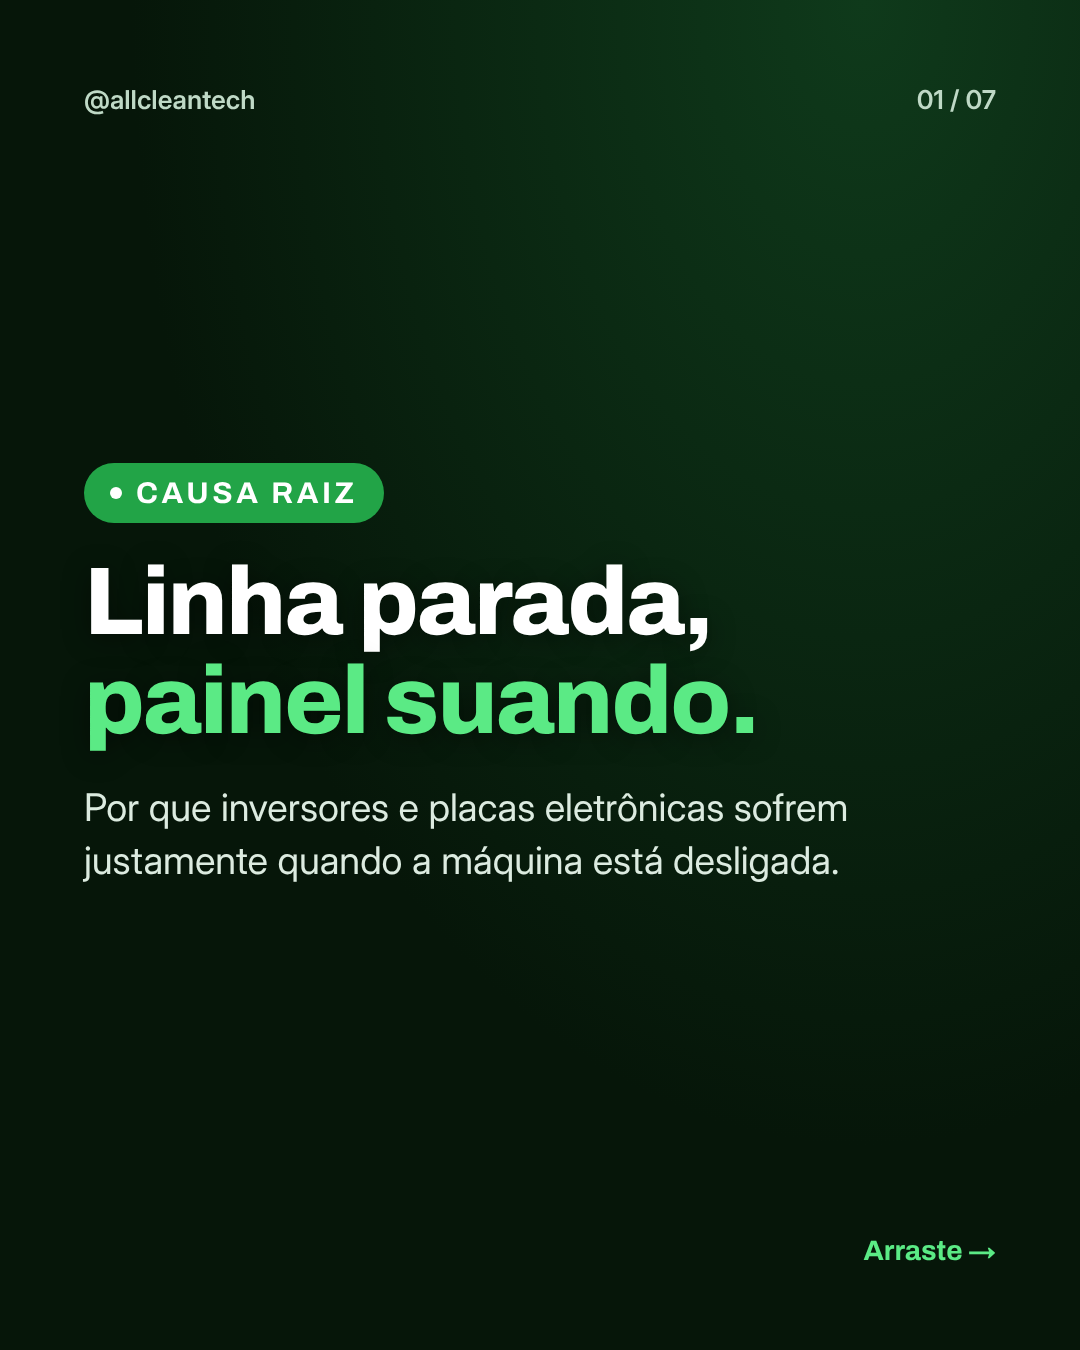 @allcleantech
01 / 07
• CAUSA RAIZ
Linha parada,
painel suando.
Por que inversores e placas eletrônicas sofrem
justamente quando a máquina está desligada.
Arraste →